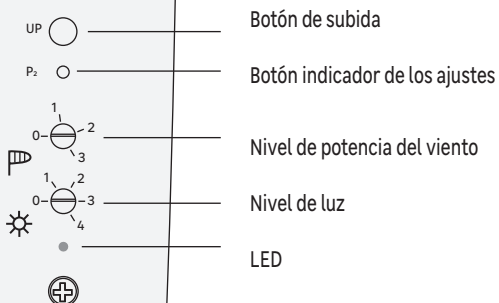 UP
Botón de subida
P₂
Botón indicador de los ajustes
1
0 2
3
Nivel de potencia del viento
1 2
0 3
4
Nivel de luz
LED